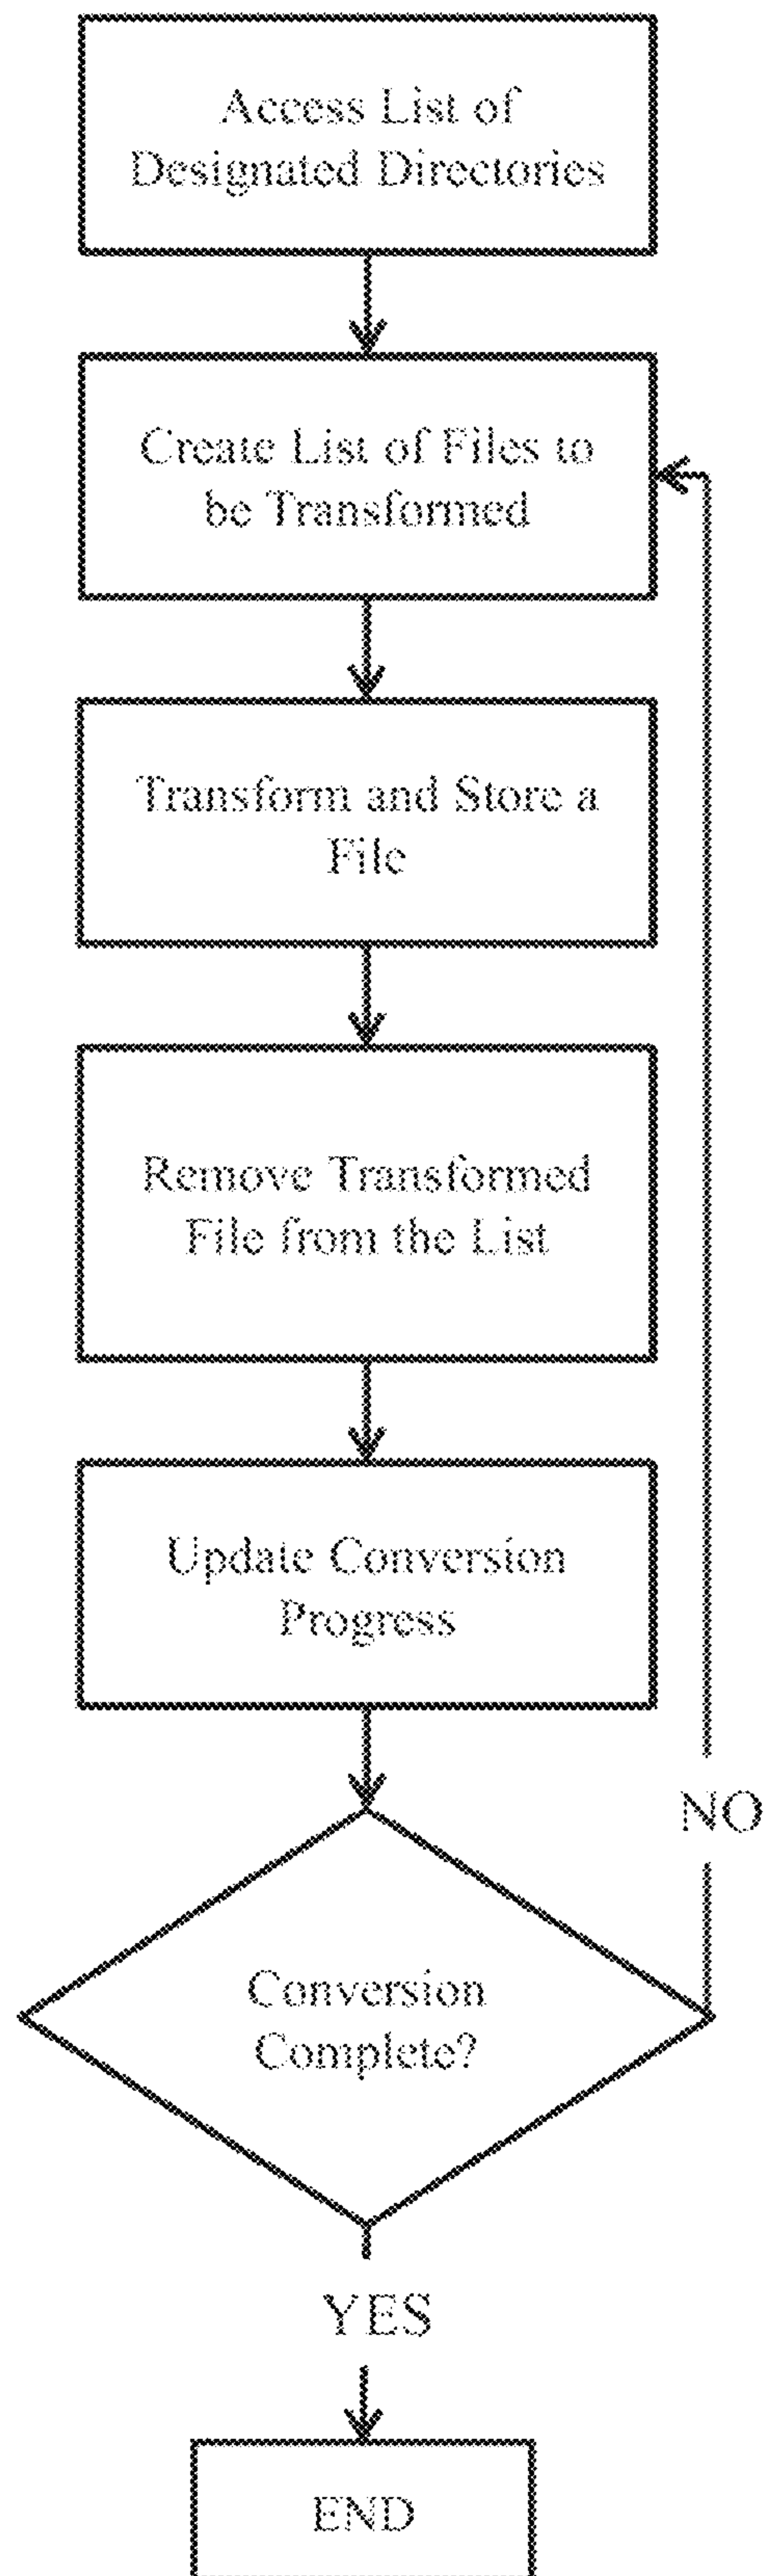 Access List of
Designated Directories
Create List of Files to
be Transformed
Transform and Store a
File
Remove Transformed
File from the List
Update Conversion
Progress
NO
Conversion
Complete?
YES
END